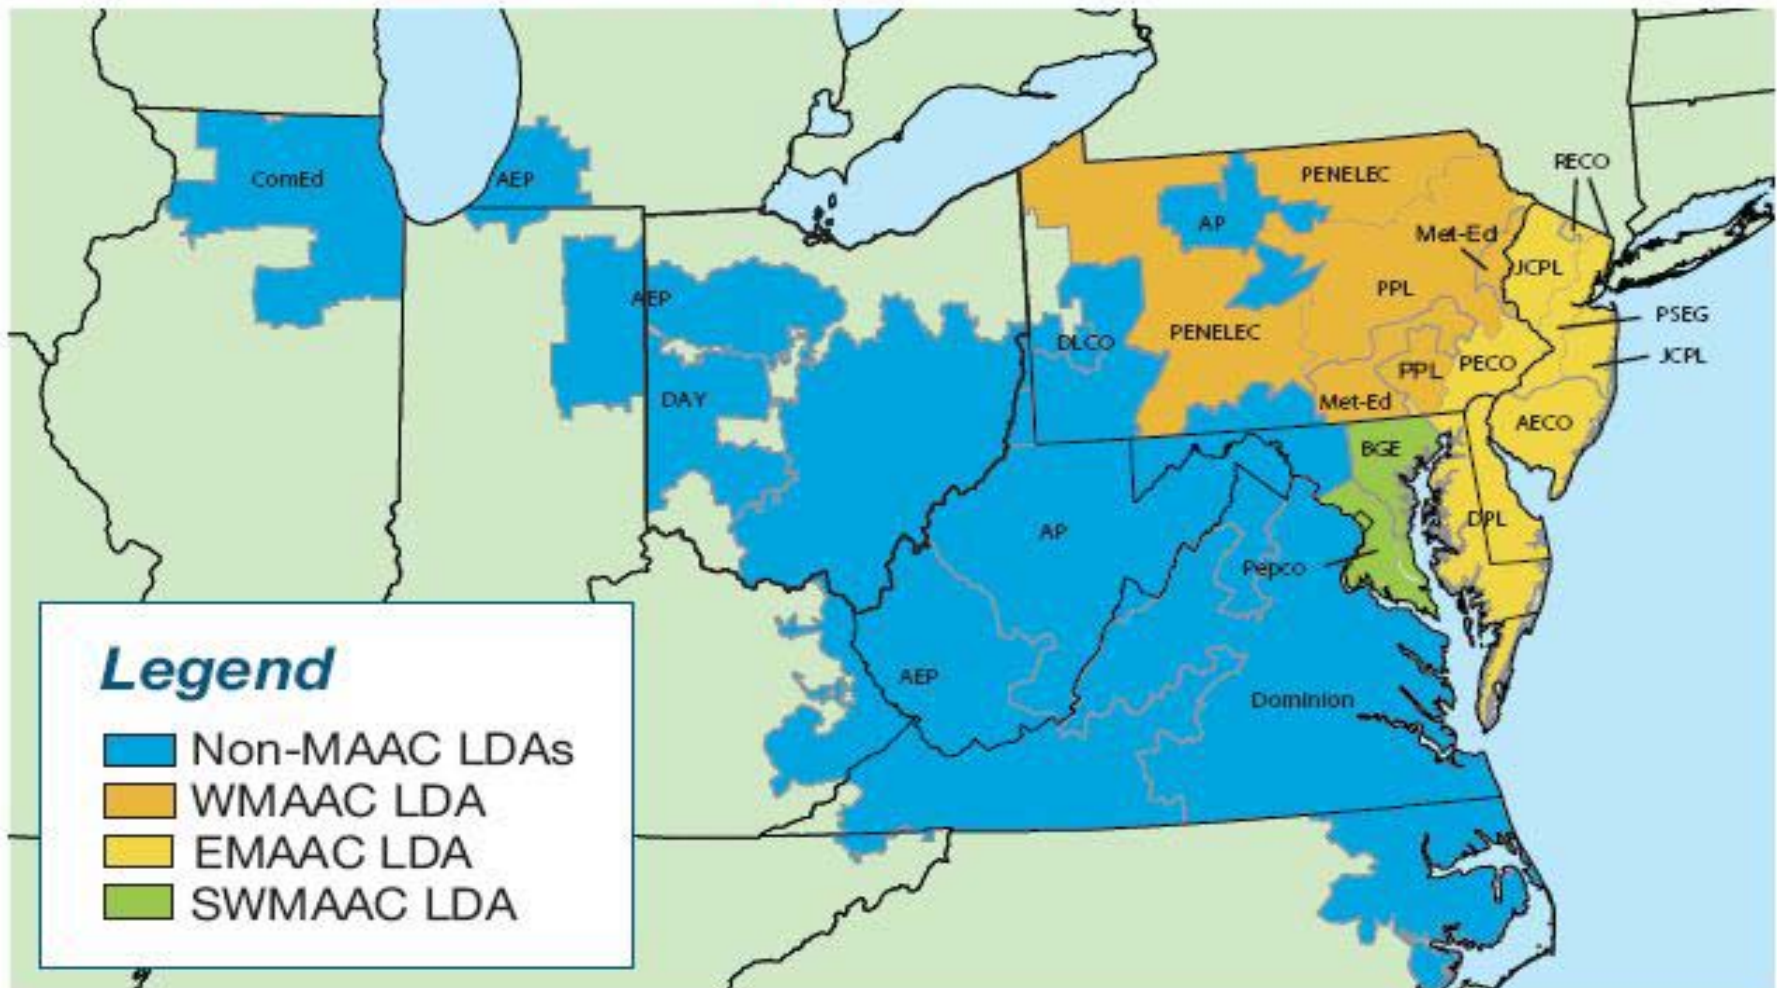 RECO
PENELEC
ComEd
AEP
AP
Met-Ed
JCPL
PPL
AEP
PSEG
PENELEC
DLCO
JCPL
PECO
PPL
DAY
Met-Ed
AECO
BGE
DPL
AP
Pepco
AEP
Dominion
Legend
Non-MAAC LDAs
WMAAC LDA
EMAAC LDA
SWMAAC LDA